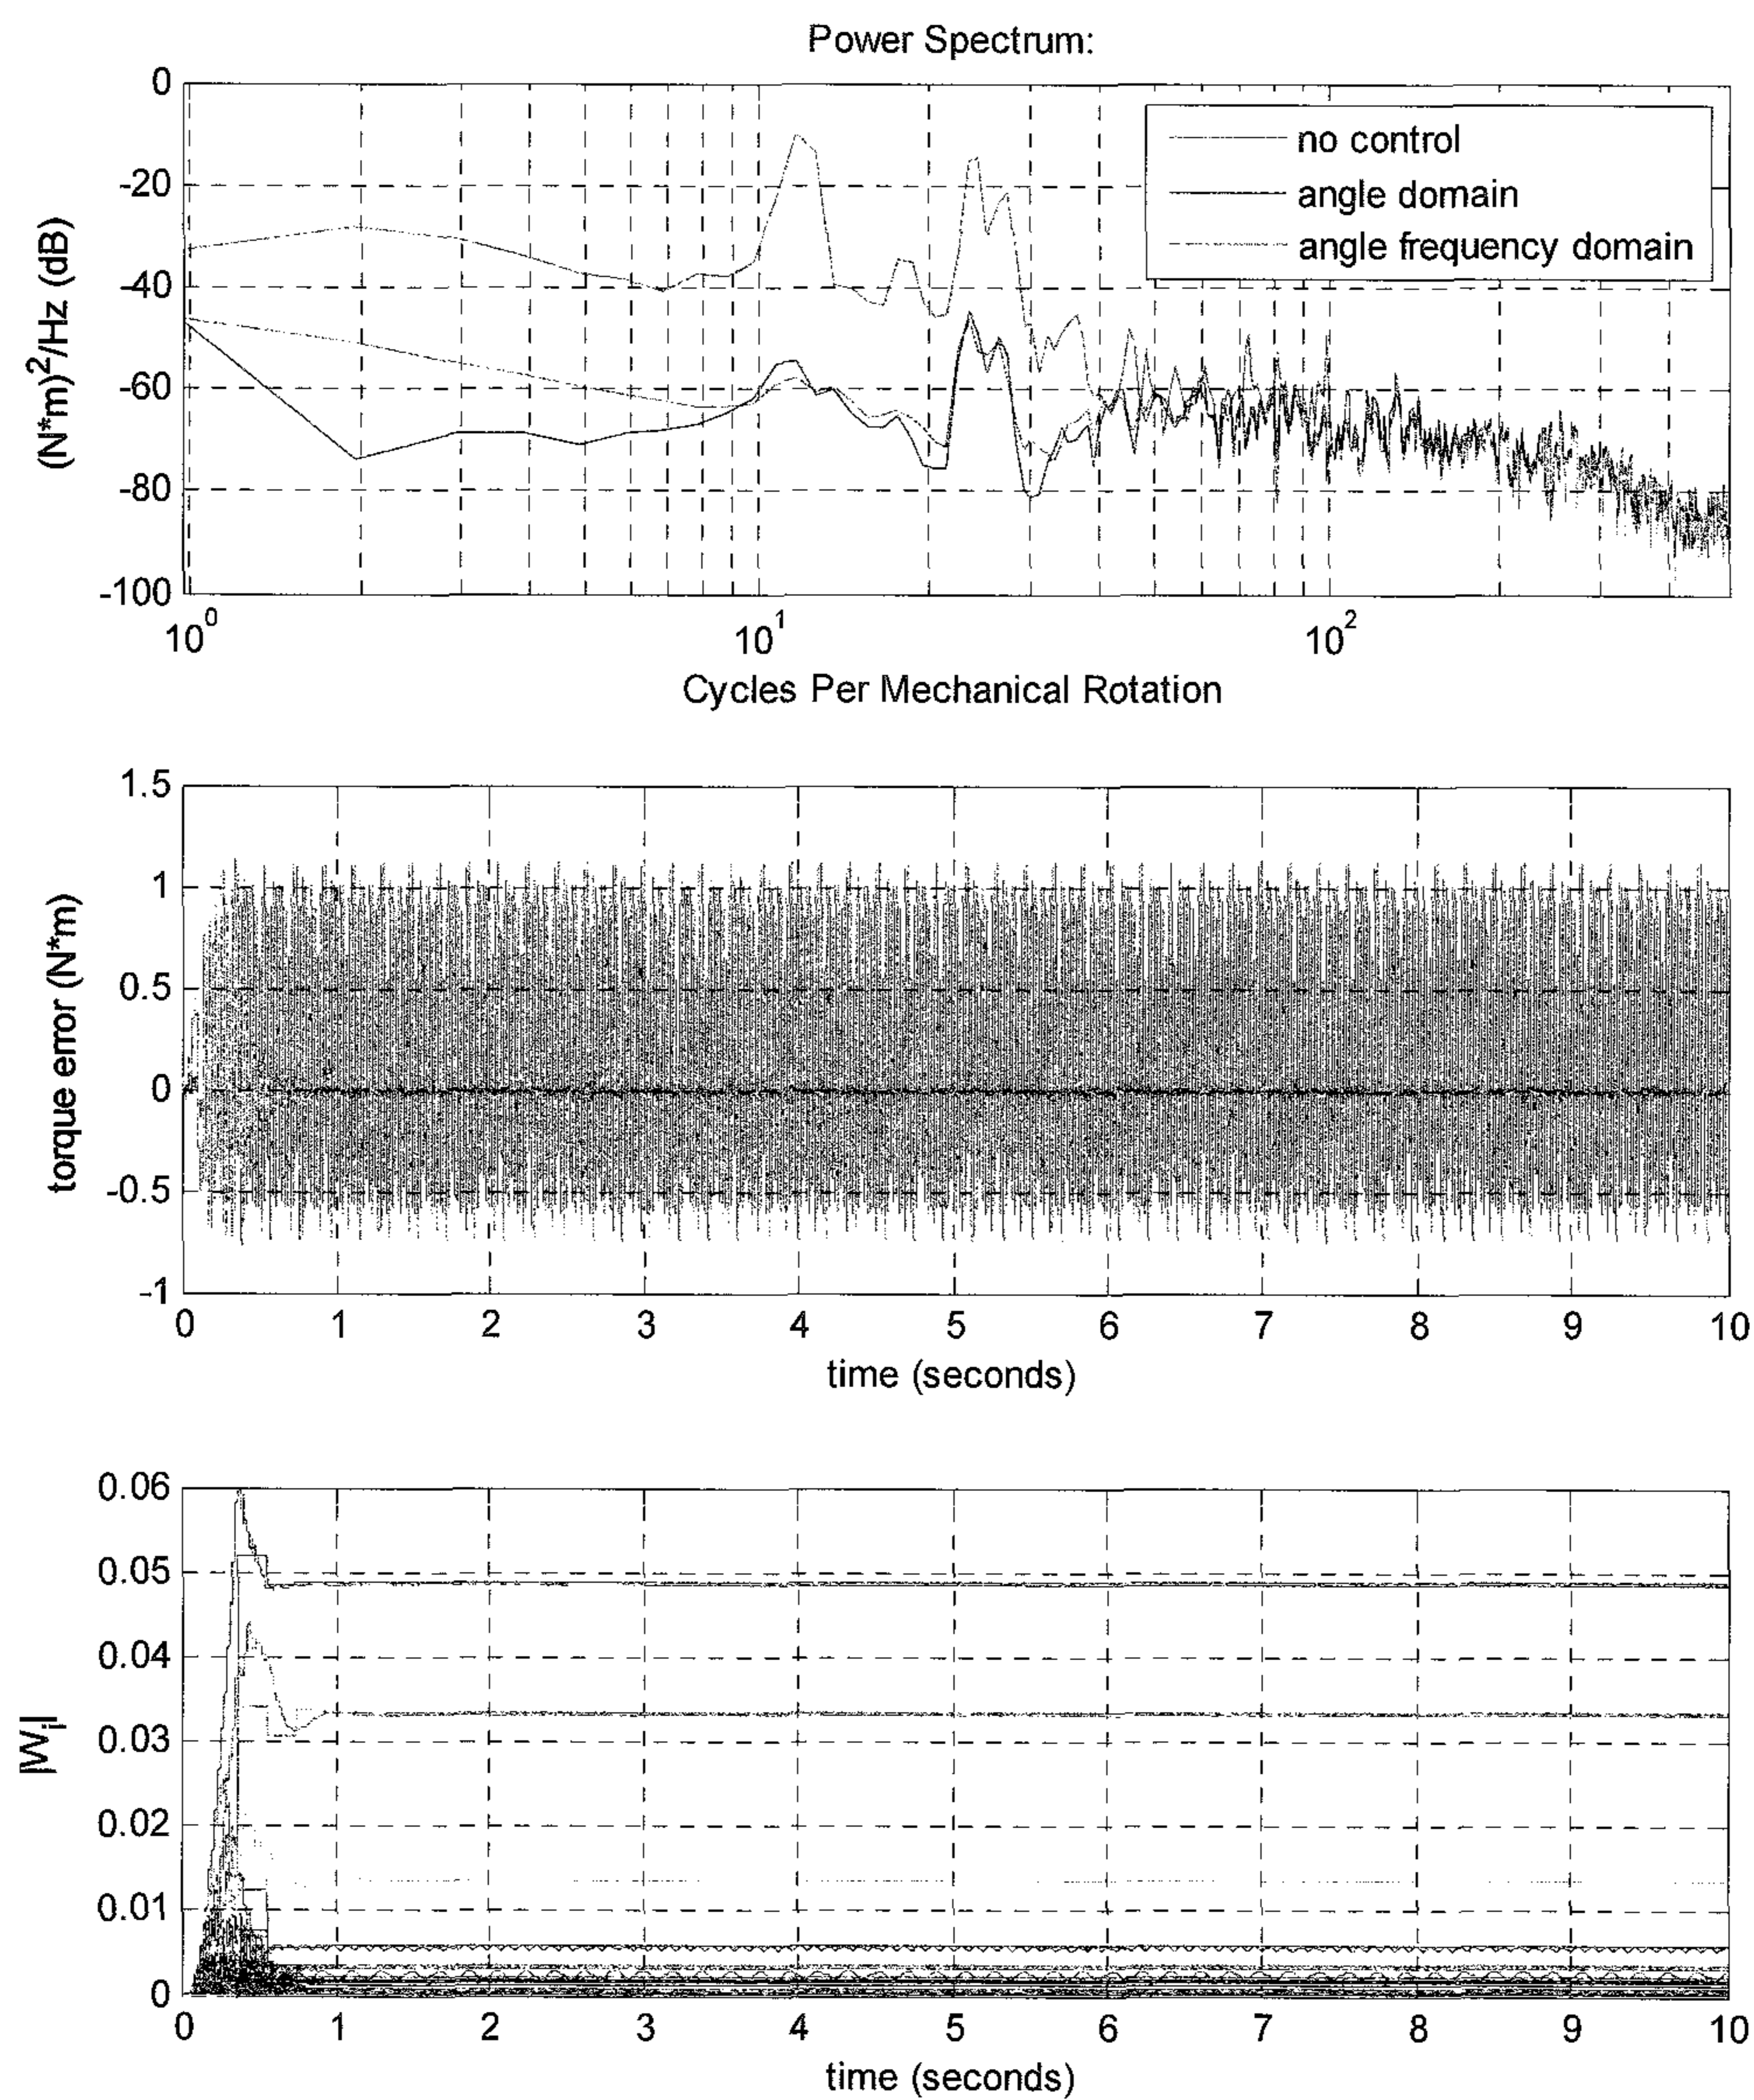 Power Spectrum:
0
-20
-40
-60
-80
-100
(N*m)²/Hz (dB)
no control
angle domain
angle frequency domain
10⁰ 10¹ 10²
Cycles Per Mechanical Rotation
1.5
1
0.5
0
-0.5
-1
torque error (N*m)
0 1 2 3 4 5 6 7 8 9 10
time (seconds)
0.06
0.05
0.04
0.03
0.02
0.01
0
|Wⱼ|
0 1 2 3 4 5 6 7 8 9 10
time (seconds)